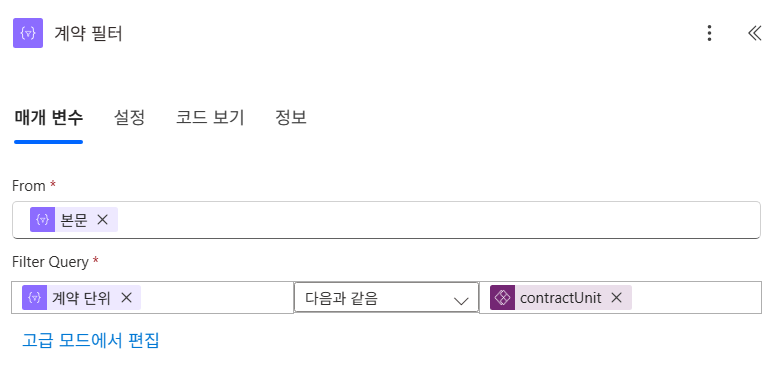 계약 필터
매개 변수 설정 코드 보기 정보
From *
본문
Filter Query *
계약 단위 다음과 같음 contractUnit
고급 모드에서 편집